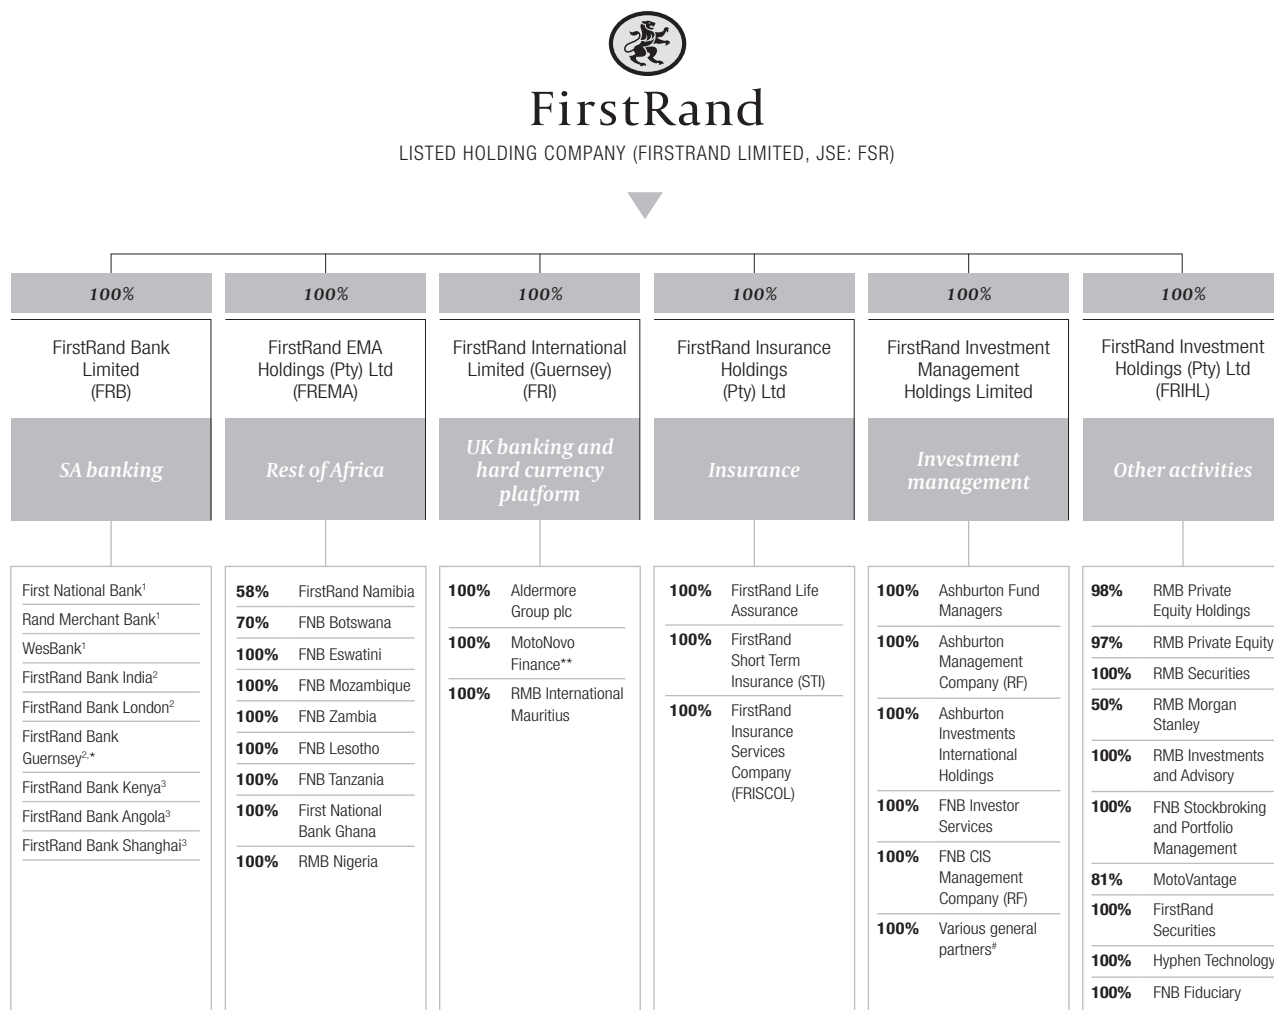 FirstRand
LISTED HOLDING COMPANY (FIRSTRAND LIMITED, JSE: FSR)
100%
FirstRand Bank
Limited
(FRB)
SA banking
First National Bank¹
Rand Merchant Bank¹
WesBank¹
FirstRand Bank India²
FirstRand Bank London²
FirstRand Bank
Guernsey²,*
FirstRand Bank Kenya³
FirstRand Bank Angola³
FirstRand Bank Shanghai³
100%
FirstRand EMA
Holdings (Pty) Ltd
(FREMA)
Rest of Africa
58% FirstRand Namibia
70% FNB Botswana
100% FNB Eswatini
100% FNB Mozambique
100% FNB Zambia
100% FNB Lesotho
100% FNB Tanzania
100% First National
Bank Ghana
100% RMB Nigeria
100%
FirstRand International
Limited (Guernsey)
(FRI)
UK banking and
hard currency
platform
100% Aldermore
Group plc
100% MotoNovo
Finance**
100% RMB International
Mauritius
100%
FirstRand Insurance
Holdings
(Pty) Ltd
Insurance
100% FirstRand Life
Assurance
100% FirstRand
Short Term
Insurance (STI)
100% FirstRand
Insurance
Services
Company
(FRISCOL)
100%
FirstRand Investment
Management
Holdings Limited
Investment
management
100% Ashburton Fund
Managers
100% Ashburton
Management
Company (RF)
100% Ashburton
Investments
International
Holdings
100% FNB Investor
Services
100% FNB CIS
Management
Company (RF)
100% Various general
partners#
100%
FirstRand Investment
Holdings (Pty) Ltd
(FRIHL)
Other activities
98% RMB Private
Equity Holdings
97% RMB Private Equity
100% RMB Securities
50% RMB Morgan
Stanley
100% RMB Investments
and Advisory
100% FNB Stockbroking
and Portfolio
Management
81% MotoVantage
100% FirstRand
Securities
100% Hyphen Technology
100% FNB Fiduciary